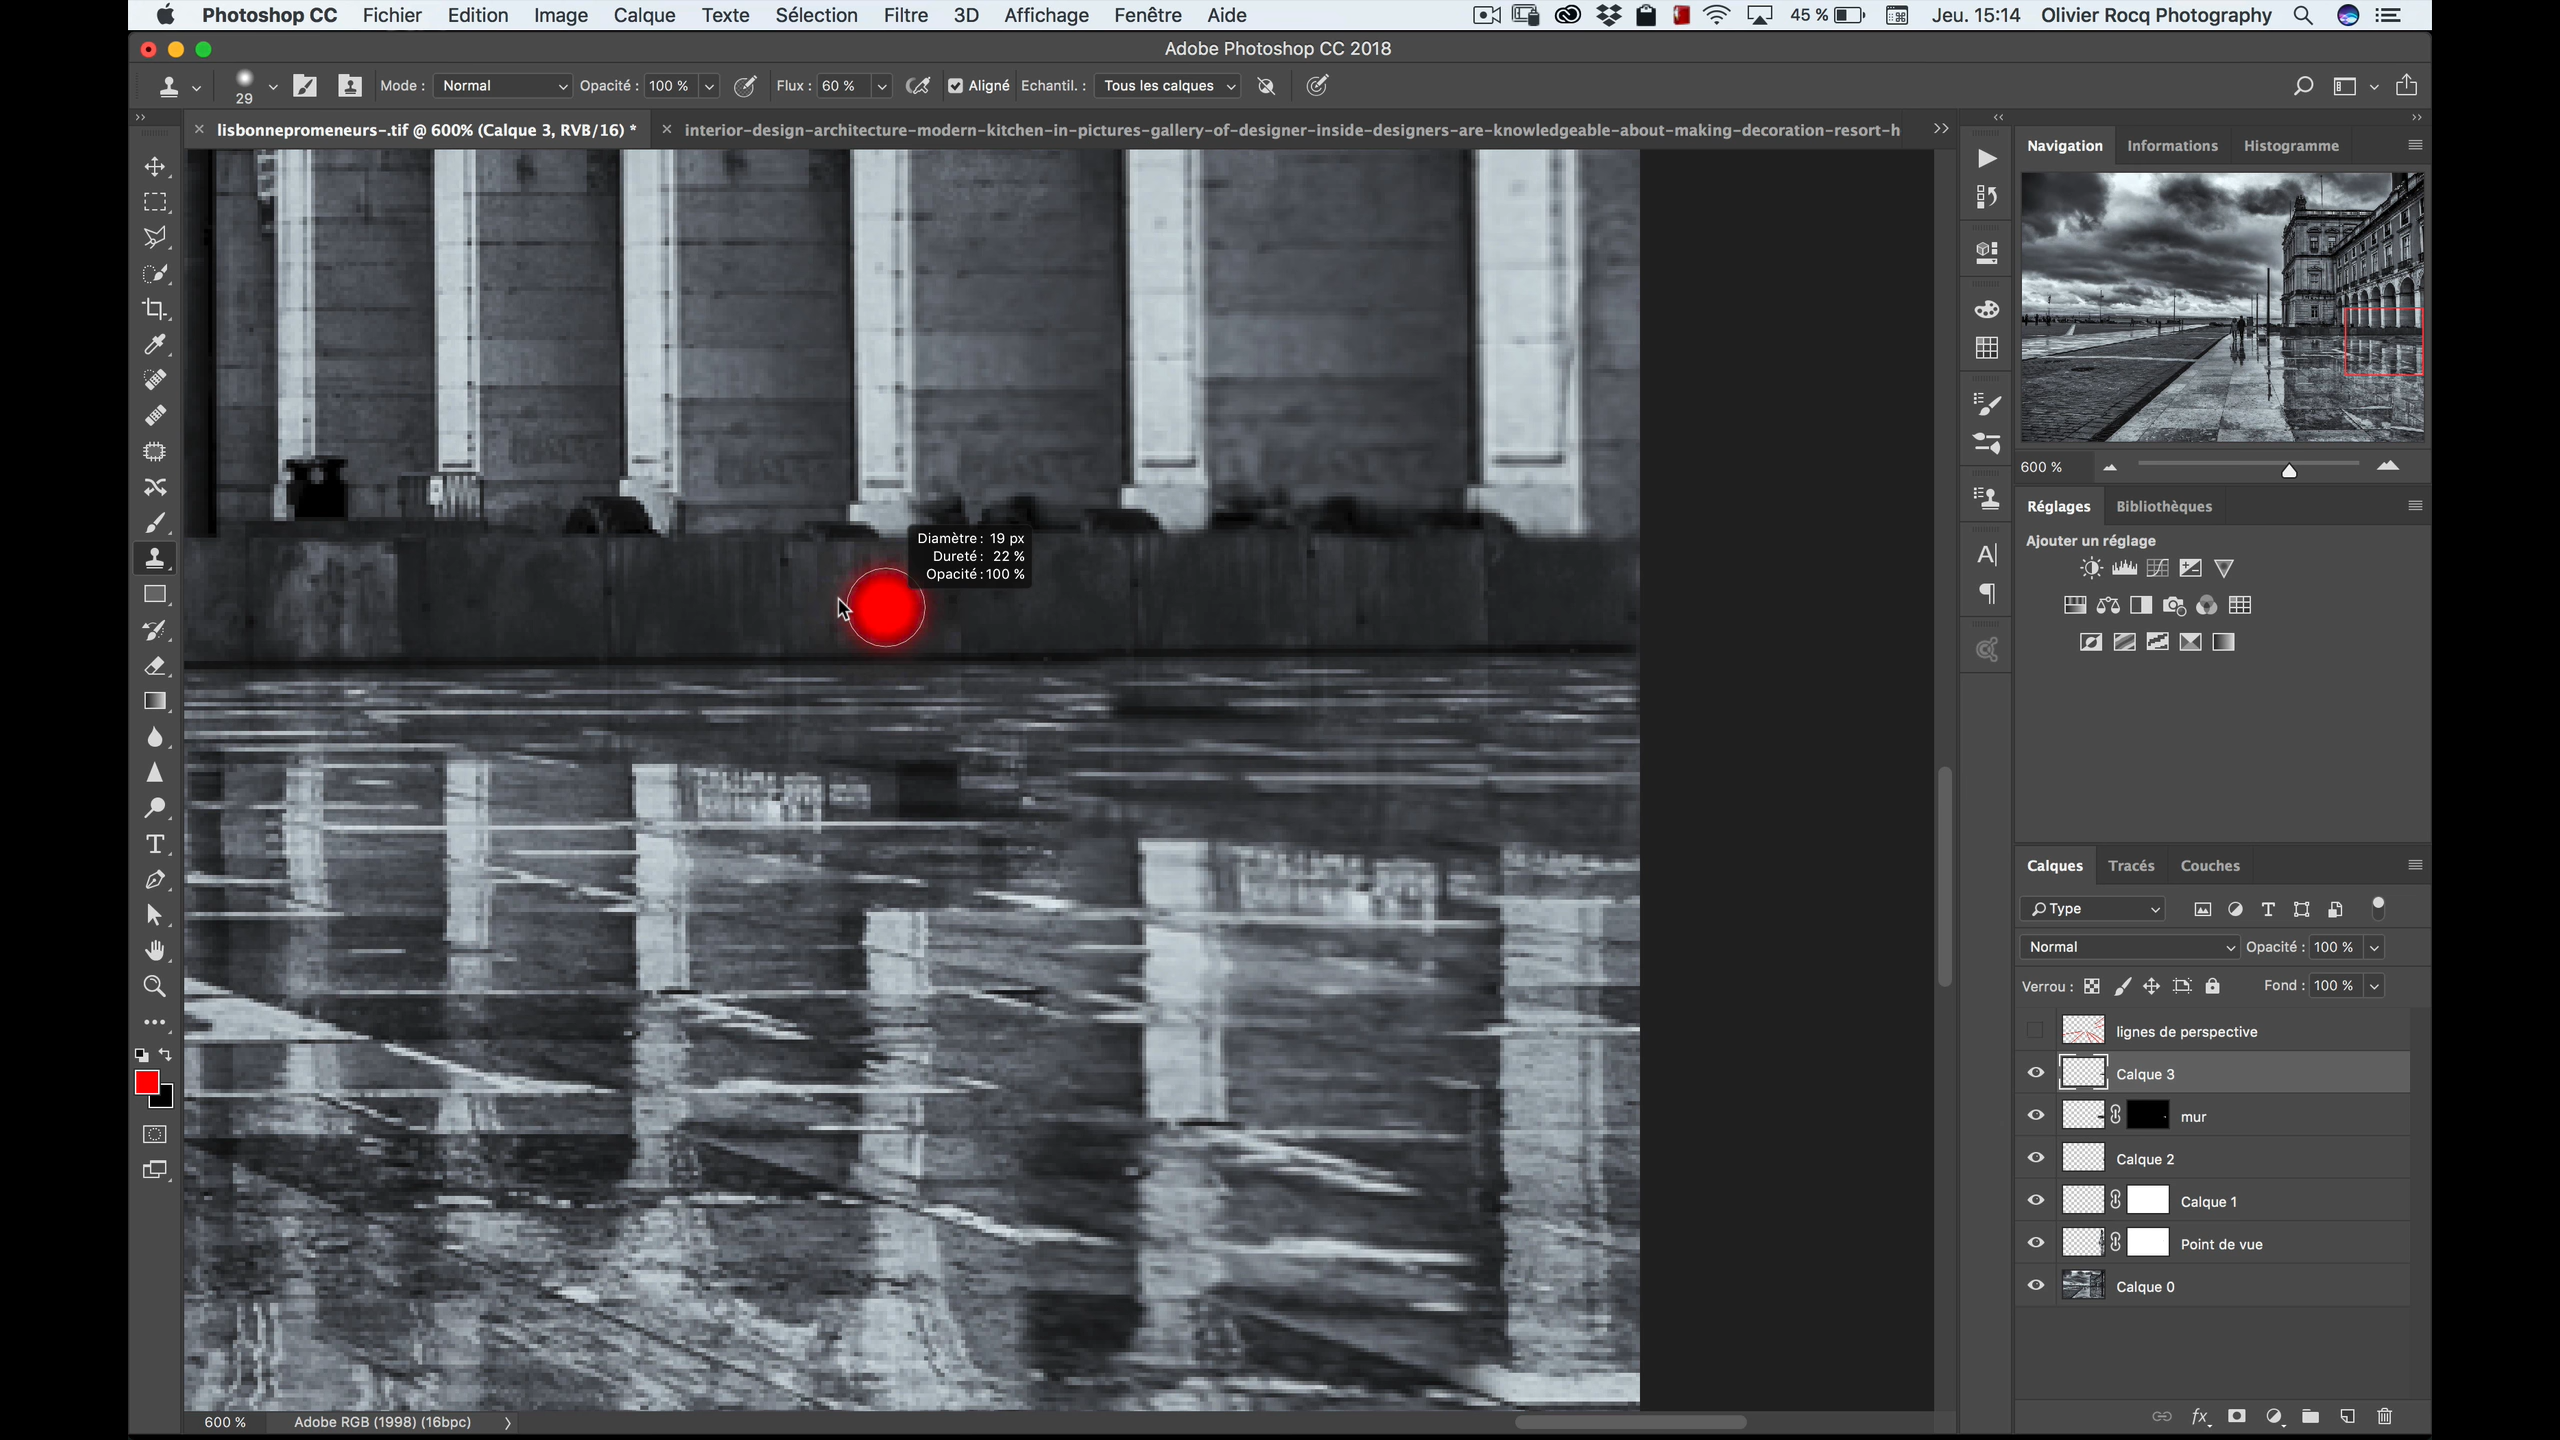 Photoshop CC Fichier Edition Image Calque Texte Sélection Filtre 3D Affichage Fenêtre Aide 45 % Jeu. 15:14 Olivier Rocq Photography
Adobe Photoshop CC 2018
29 Mode : Normal Opacité : 100 % Flux : 60 % Aligné Echantil. : Tous les calques
lisbonnepromeneurs-.tif @ 600% (Calque 3, RVB/16) * interior-design-architecture-modern-kitchen-in-pictures-gallery-of-designer-inside-designers-are-knowledgeable-about-making-decoration-resort-h
Navigation Informations Histogramme
600 %
Réglages Bibliothèques
Ajouter un réglage
Diamètre : 19 px
Dureté : 22 %
Opacité : 100 %
Calques Tracés Couches
Type
Normal Opacité : 100 %
Verrou : Fond : 100 %
lignes de perspective
Calque 3
mur
Calque 2
Calque 1
Point de vue
Calque 0
600 % Adobe RGB (1998) (16bpc)